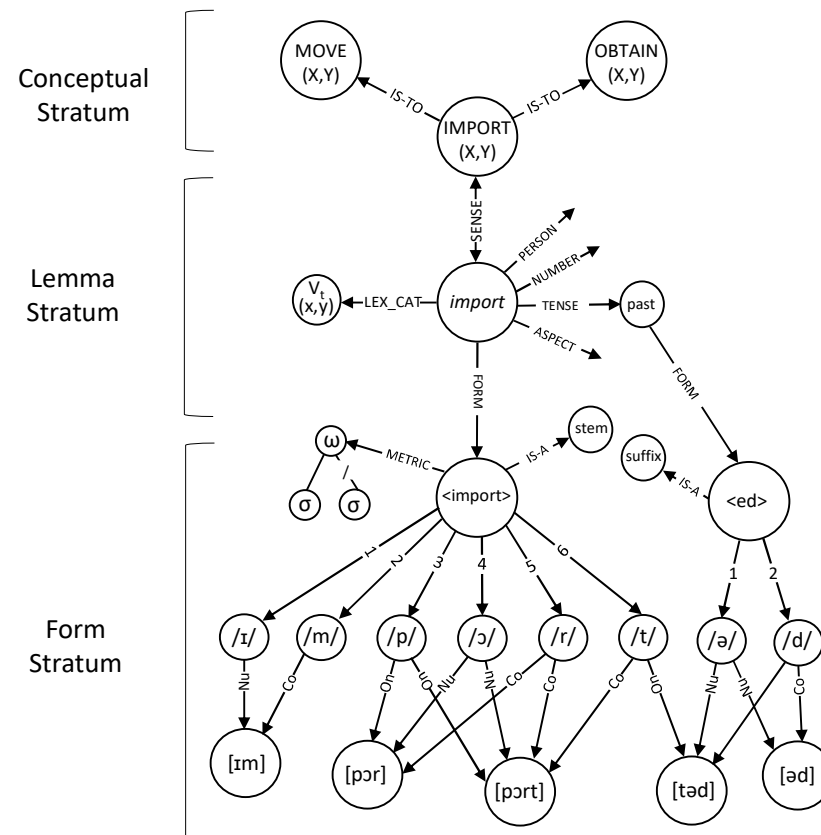 Conceptual
Stratum
MOVE
(X,Y)
OBTAIN
(X,Y)
IS-TO
IS-TO
IMPORT
(X,Y)
SENSE
Lemma
Stratum
PERSON
NUMBER
Vt
(x,y)
LEX_CAT
import
TENSE
past
ASPECT
FORM
FORM
Form
Stratum
ω
σ
/
σ
METRIC
IS-A
stem
suffix
IS-A
<import>
<ed>
1
2
3
4
5
6
1
2
/ɪ/
/m/
/p/
/ɔ/
/r/
/t/
/ə/
/d/
Nu
Co
On
On
Nu
Nu
Co
Co
Co
On
Nu
Nu
Co
[ɪm]
[pɔr]
[pɔrt]
[təd]
[əd]